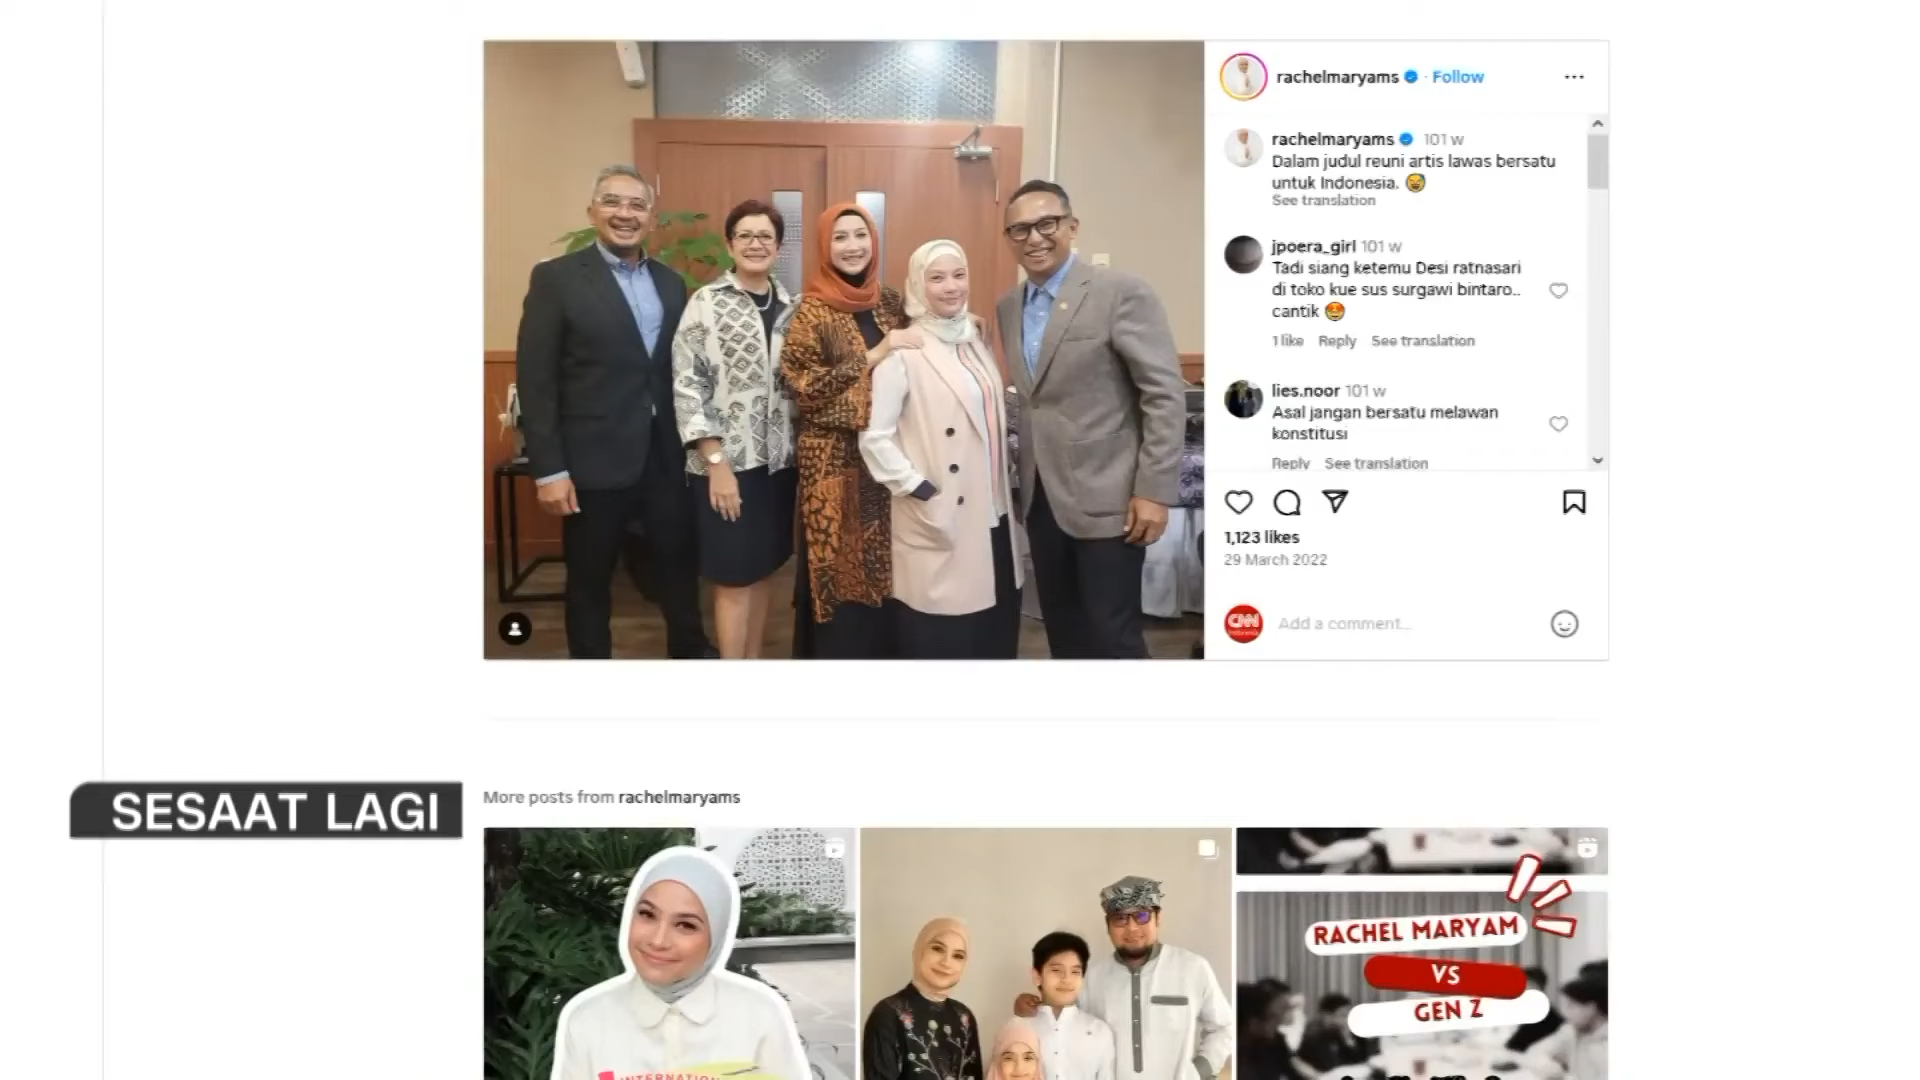 rachelmaryams · Follow
rachelmaryams 101 w
Dalam judul reuni artis lawas bersatu
untuk Indonesia. 😅
See translation
jpoera_girl 101 w
Tadi siang ketemu Desi ratnasari
di toko kue sus surgawi bintaro..
cantik 🤩
1 like Reply See translation
lies.noor 101 w
Asal jangan bersatu melawan
konstitusi
Reply See translation
1,123 likes
29 March 2022
CNN Indonesia
Add a comment...
SESAAT LAGI
More posts from rachelmaryams
RACHEL MARYAM
VS
GEN Z